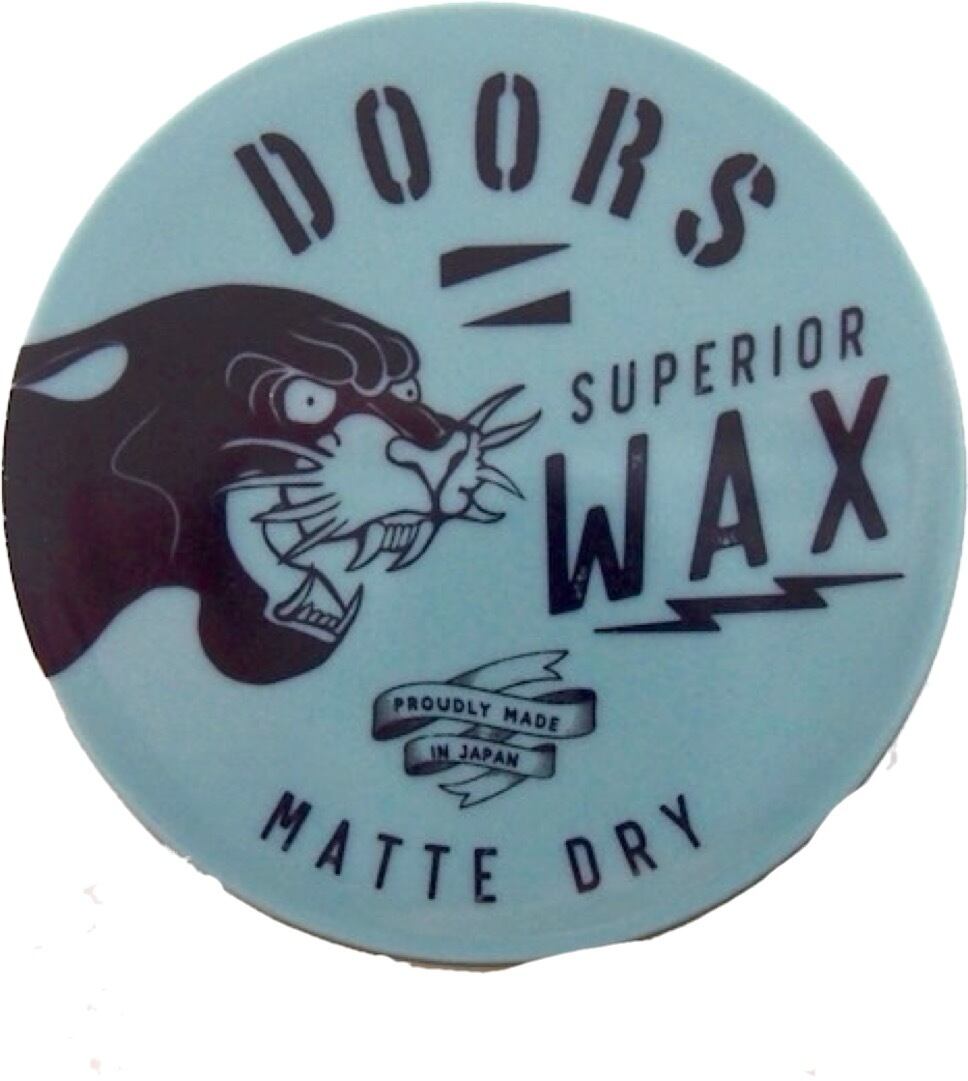 DOORS
SUPERIOR
WAX
PROUDLY MADE
IN JAPAN
MATTE DRY